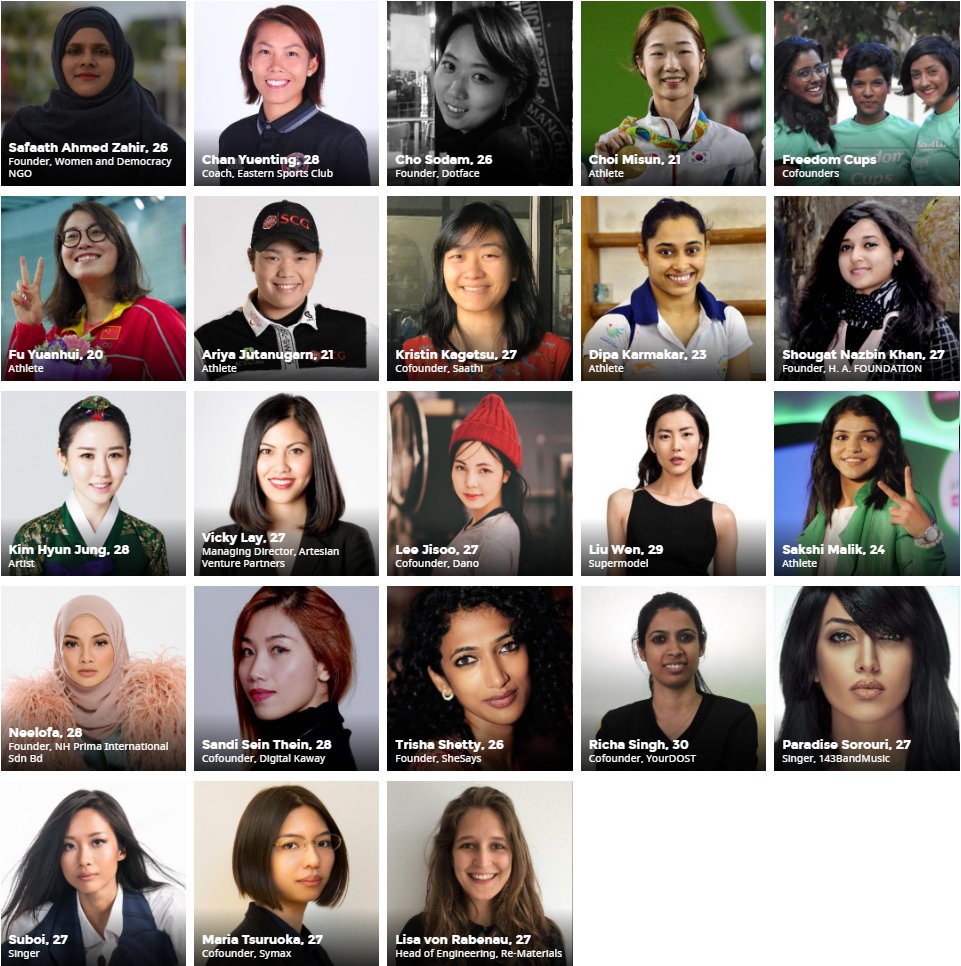 Safaath Ahmed Zahir, 26
Founder, Women and Democracy
NGO
Chan Yuenting, 28
Coach, Eastern Sports Club
Cho Sodam, 26
Founder, Dotface
Choi Misun, 21
Athlete
Freedom Cups
Cofounders
Cups
Fu Yuanhui, 20
Athlete
SCG
Ariya Jutanugarn, 21
Athlete
Kristin Kagetsu, 27
Cofounder, Saathi
Dipa Karmakar, 23
Athlete
Shougat Nazbin Khan, 27
Founder, H. A. FOUNDATION
Kim Hyun Jung, 28
Artist
Vicky Lay, 27
Managing Director, Artesian
Venture Partners
Lee Jisoo, 27
Cofounder, Dano
Liu Wen, 29
Supermodel
Sakshi Malik, 24
Athlete
Neelofa, 28
Founder, NH Prima International
Sdn Bd
Sandi Sein Thein, 28
Cofounder, Digital Kaway
Trisha Shetty, 26
Founder, SheSays
Richa Singh, 30
Cofounder, YourDOST
Paradise Sorouri, 27
Singer, 143BandMusic
Suboi, 27
Singer
Maria Tsuruoka, 27
Cofounder, Symax
Lisa von Rabenau, 27
Head of Engineering, Re-Materials